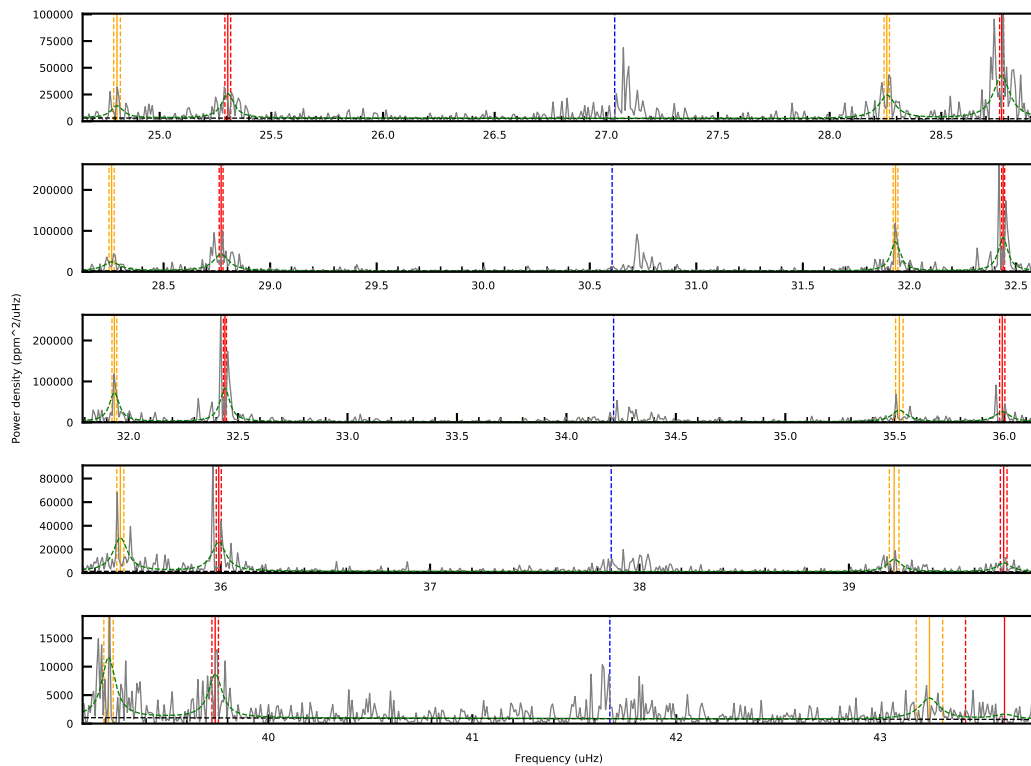 100000
75000
50000
25000
0
25.0 25.5 26.0 26.5 27.0 27.5 28.0 28.5
200000
100000
0
28.5 29.0 29.5 30.0 30.5 31.0 31.5 32.0 32.5
Power density (ppm^2/uHz)
200000
100000
0
32.0 32.5 33.0 33.5 34.0 34.5 35.0 35.5 36.0
80000
60000
40000
20000
0
36 37 38 39
15000
10000
5000
0
40 41 42 43
Frequency (uHz)